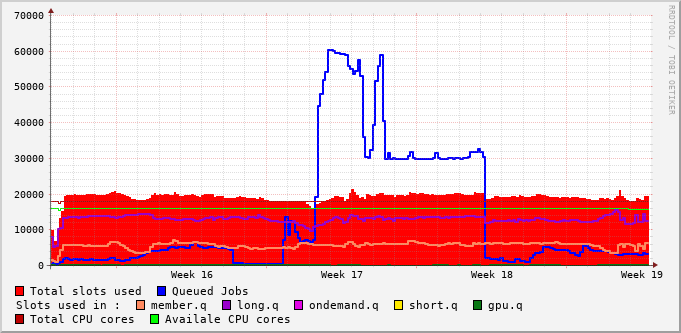 70000
60000
50000
40000
30000
20000
10000
0
Week 16 Week 17 Week 18 Week 19
Total slots used Queued Jobs
Slots used in : member.q long.q ondemand.q short.q gpu.q
Total CPU cores Availale CPU cores
RRDTOOL / TOBI OETIKER